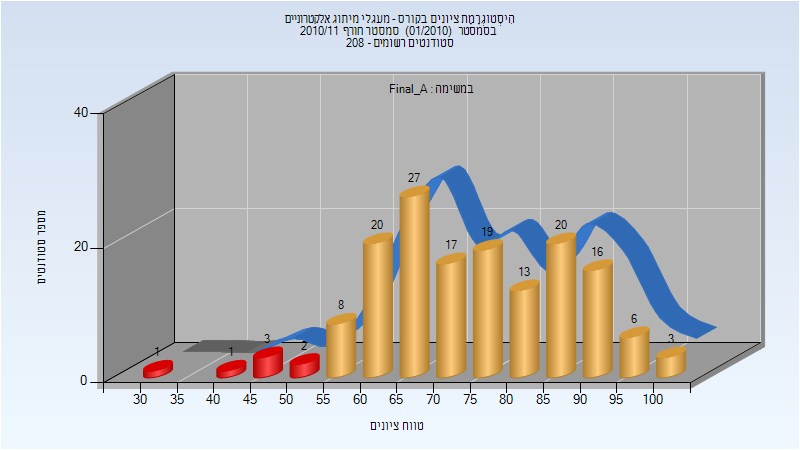 היסטוגרמת ציונים בקורס - מעגלי מיתוג אלקטרוניים
בסמסטר (01/2010) סמסטר חורף 2010/11
סטודנטים רשומים - 208
במשימה : Final_A
מספר סטודנטים
40
20
0
1 1 3 2 8 20 27 17 19 13 20 16 6 3
30 35 40 45 50 55 60 65 70 75 80 85 90 95 100
טווח ציונים